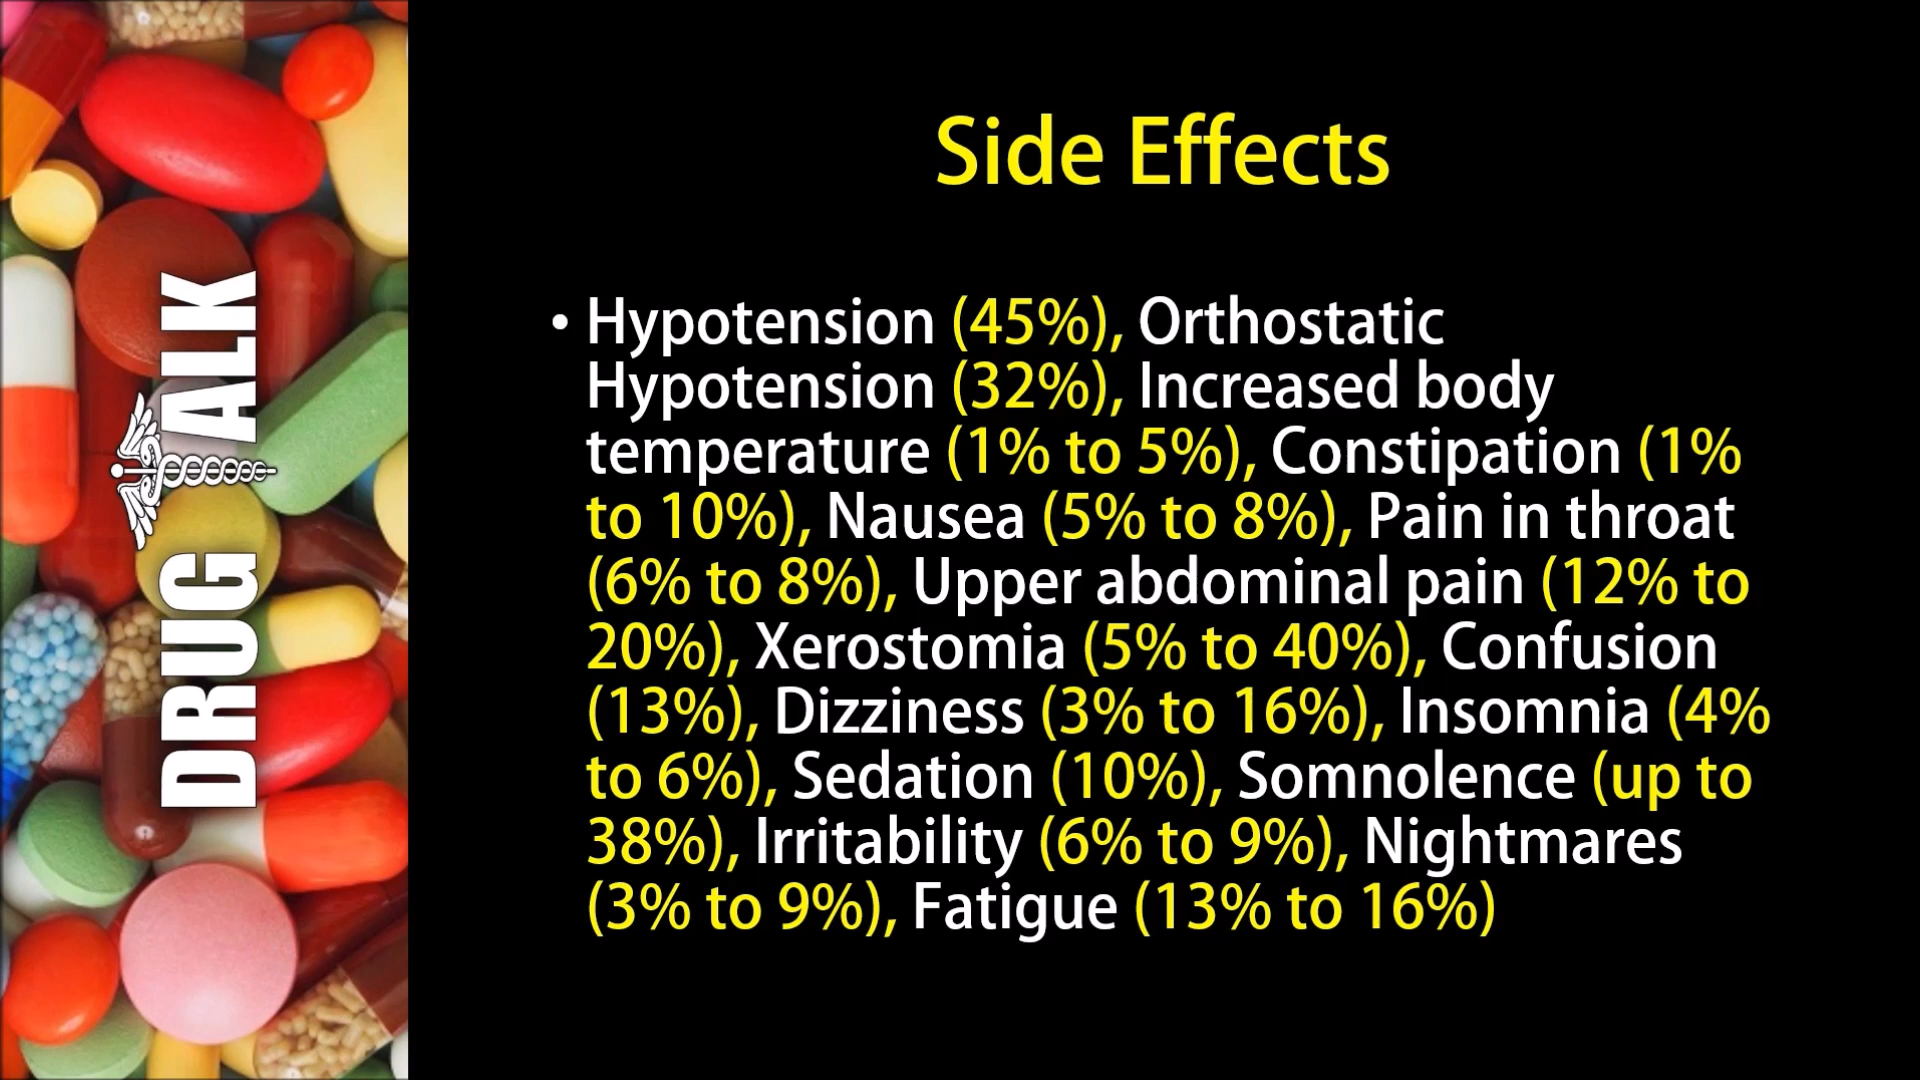 DRUG TALK
Side Effects
• Hypotension (45%), Orthostatic
Hypotension (32%), Increased body
temperature (1% to 5%), Constipation (1%
to 10%), Nausea (5% to 8%), Pain in throat
(6% to 8%), Upper abdominal pain (12% to
20%), Xerostomia (5% to 40%), Confusion
(13%), Dizziness (3% to 16%), Insomnia (4%
to 6%), Sedation (10%), Somnolence (up to
38%), Irritability (6% to 9%), Nightmares
(3% to 9%), Fatigue (13% to 16%)